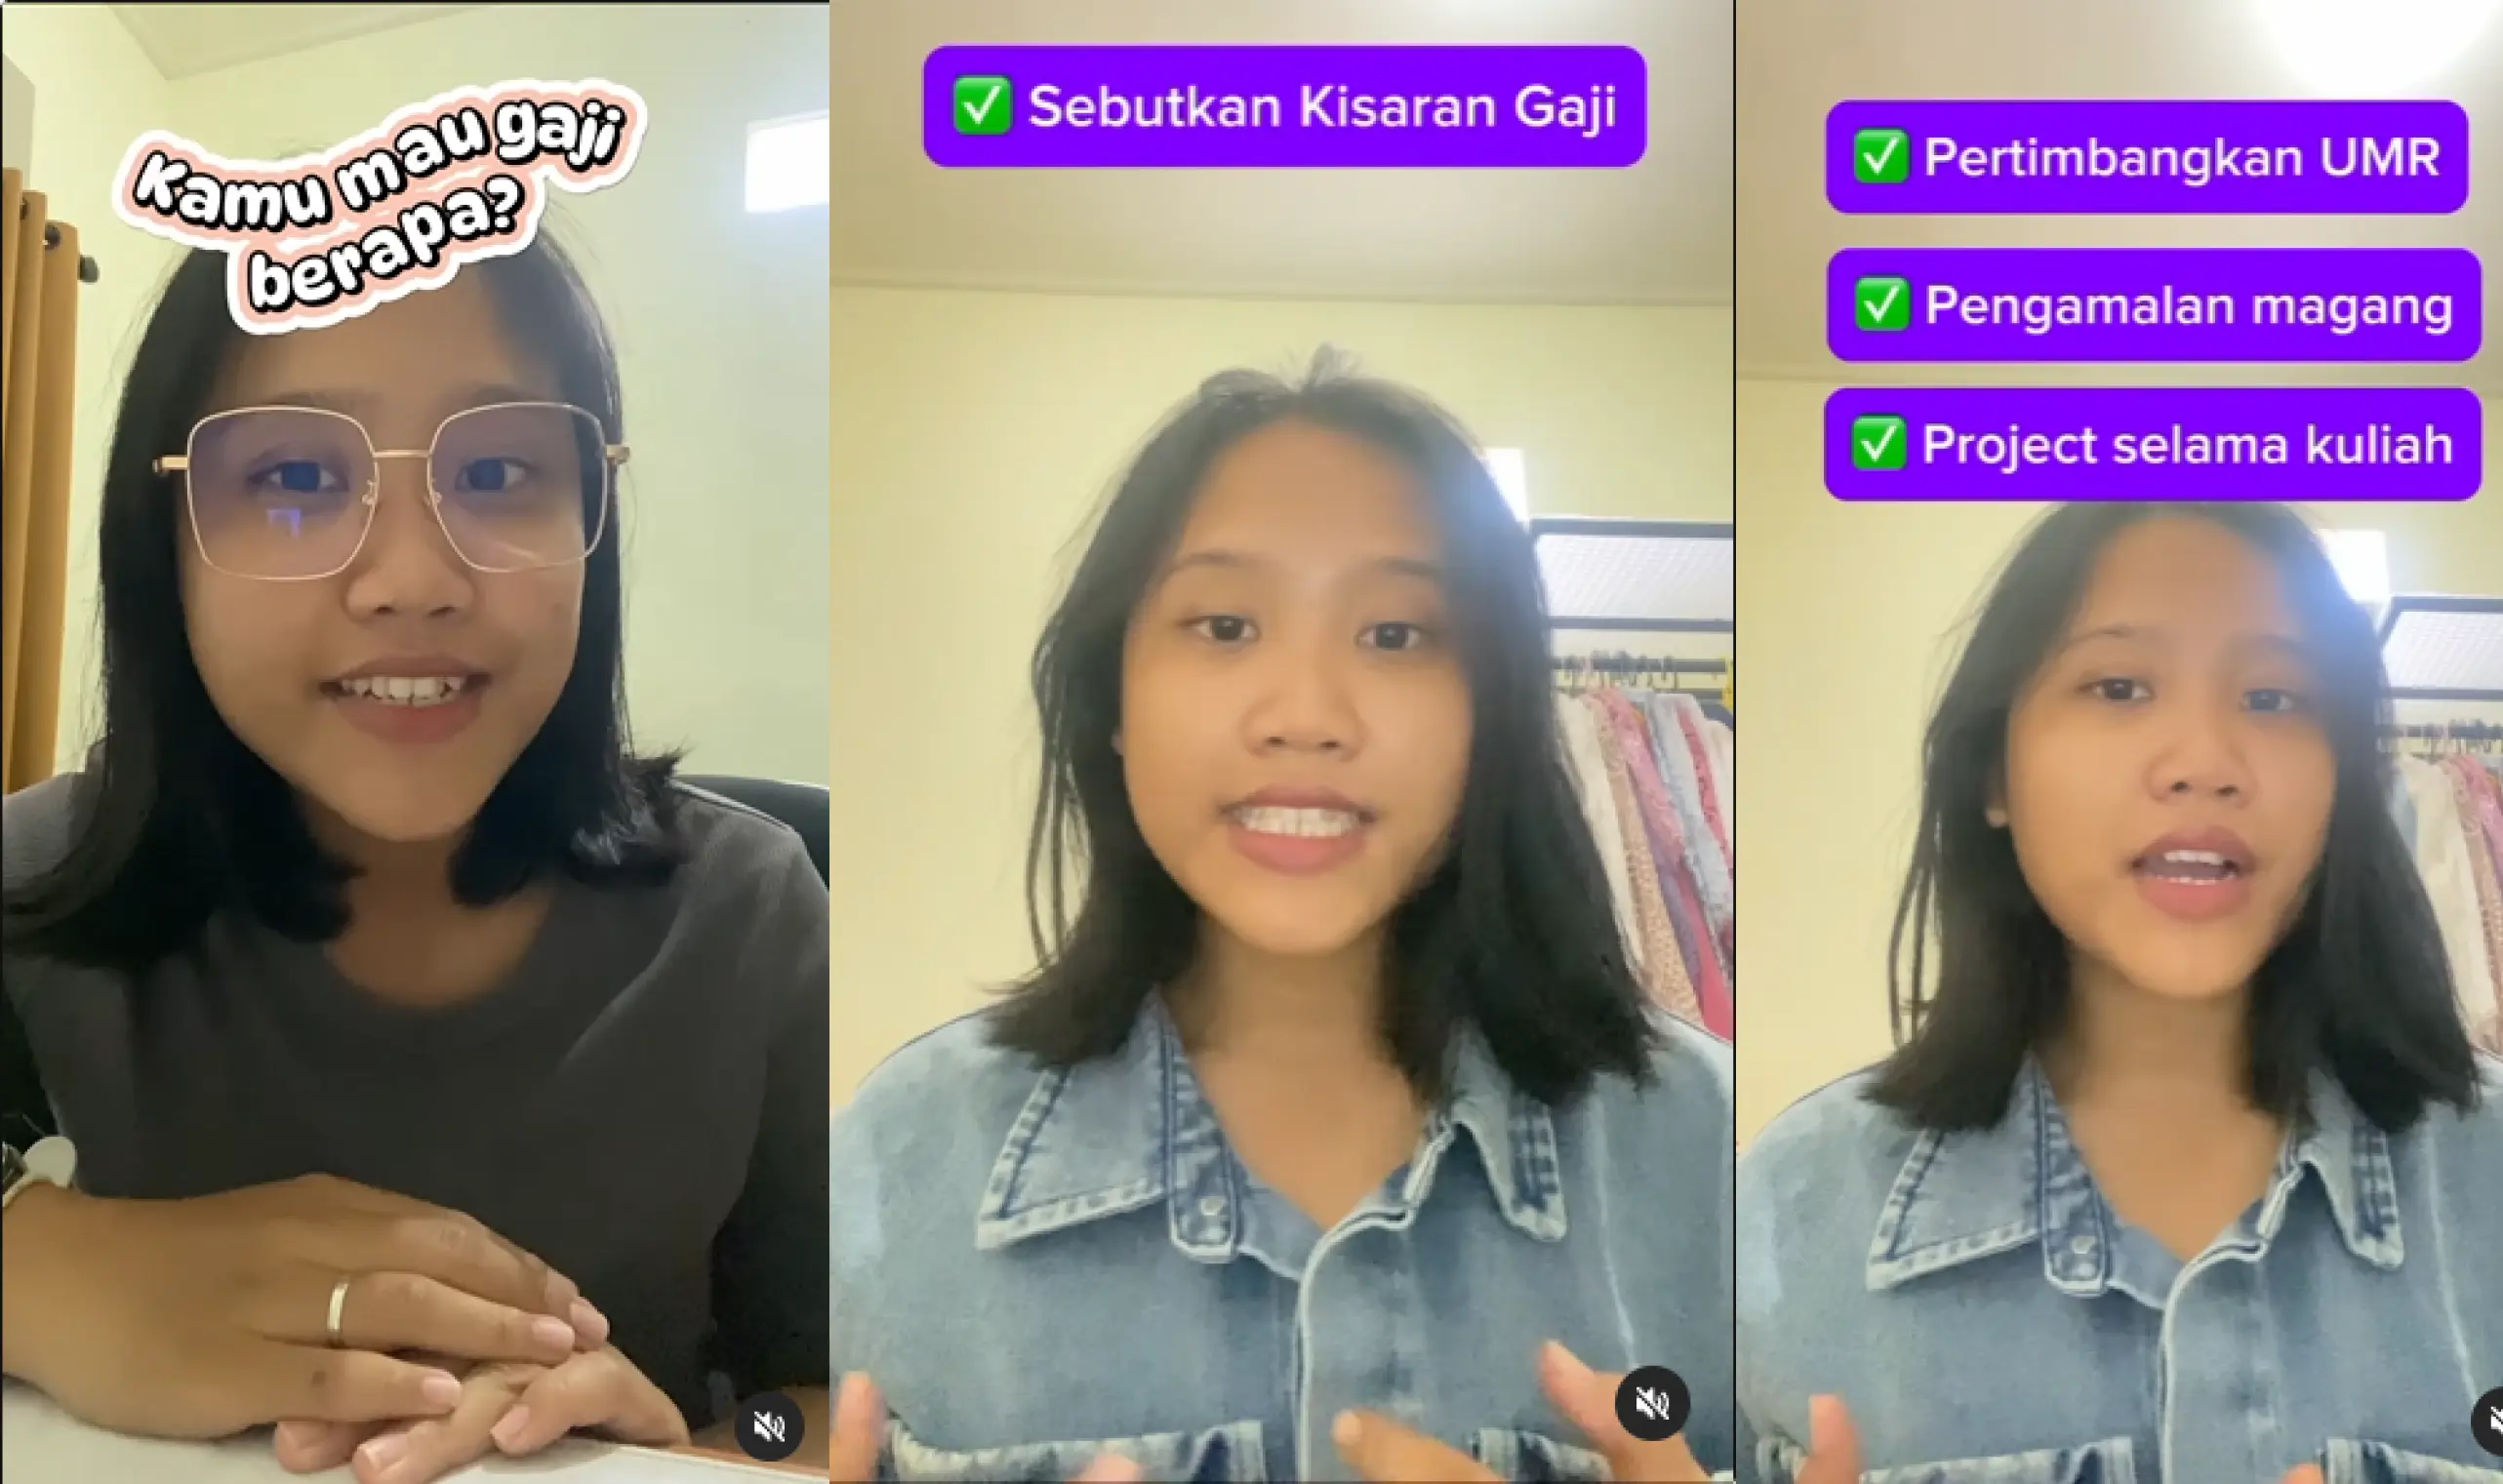 Kamu mau gaji
berapa?
✅ Sebutkan Kisaran Gaji
✅ Pertimbangkan UMR
✅ Pengamalan magang
✅ Project selama kuliah